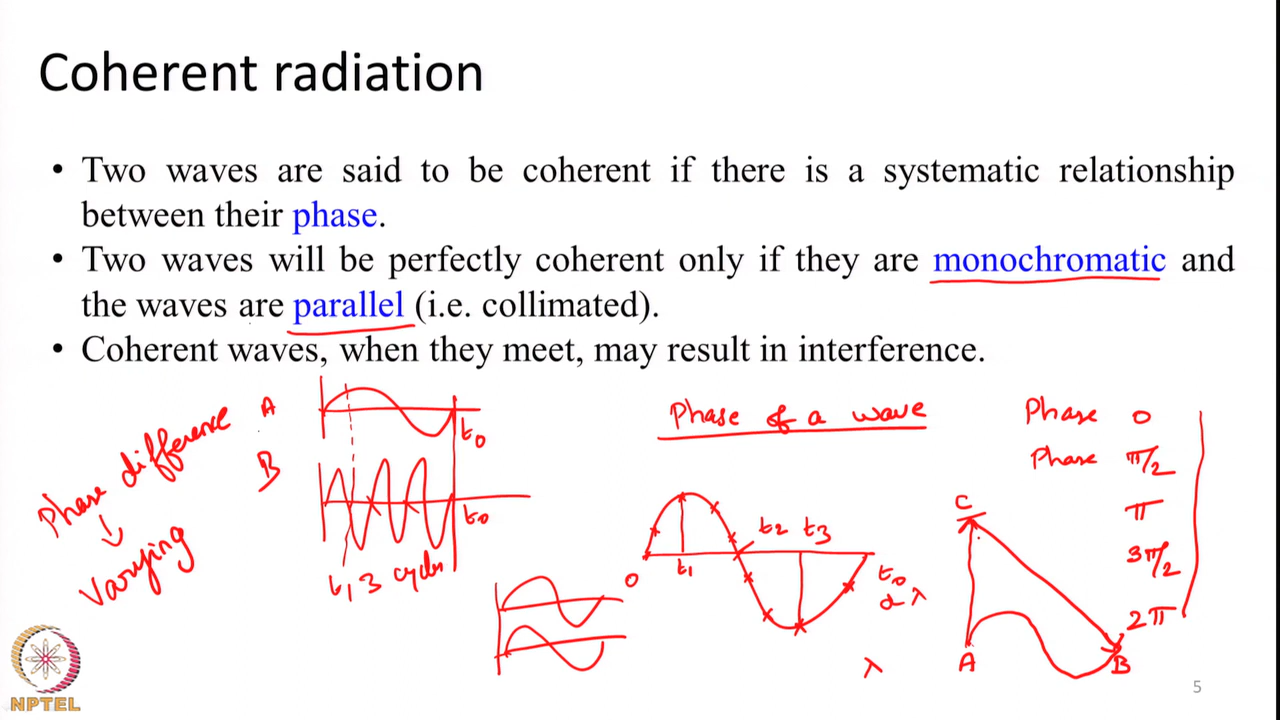 Coherent radiation
• Two waves are said to be coherent if there is a systematic relationship
between their phase.
• Two waves will be perfectly coherent only if they are monochromatic and
the waves are parallel (i.e. collimated).
• Coherent waves, when they meet, may result in interference.
Phase difference
Varying
A
t₀
B
t₀
t₁ 3 cycles
Phase of a wave
0
t₁
t₂ t₃
t₀
α λ
λ
Phase 0
Phase π/2
π
3π/2
2π
C
A
B
NPTEL
5